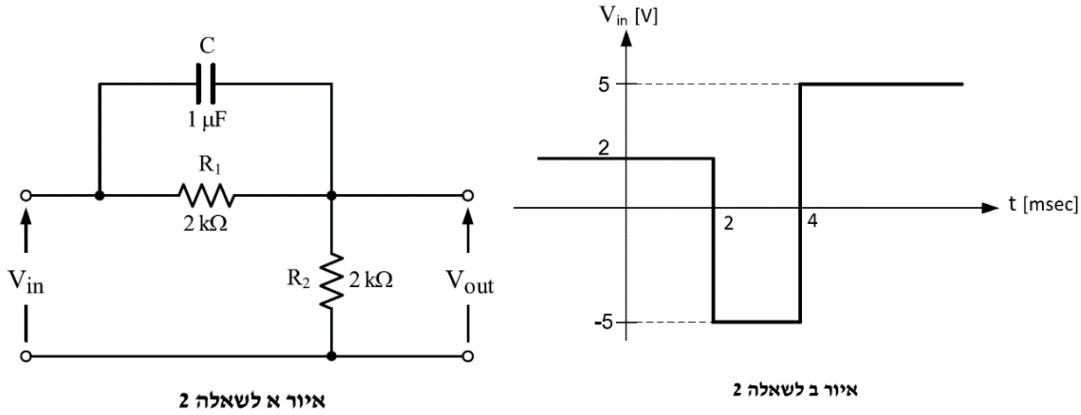 C
1 µF
R1
2 kΩ
Vin
R2
2 kΩ
Vout
איור א לשאלה 2
Vin [V]
5
2
2
4
t [msec]
-5
איור ב לשאלה 2